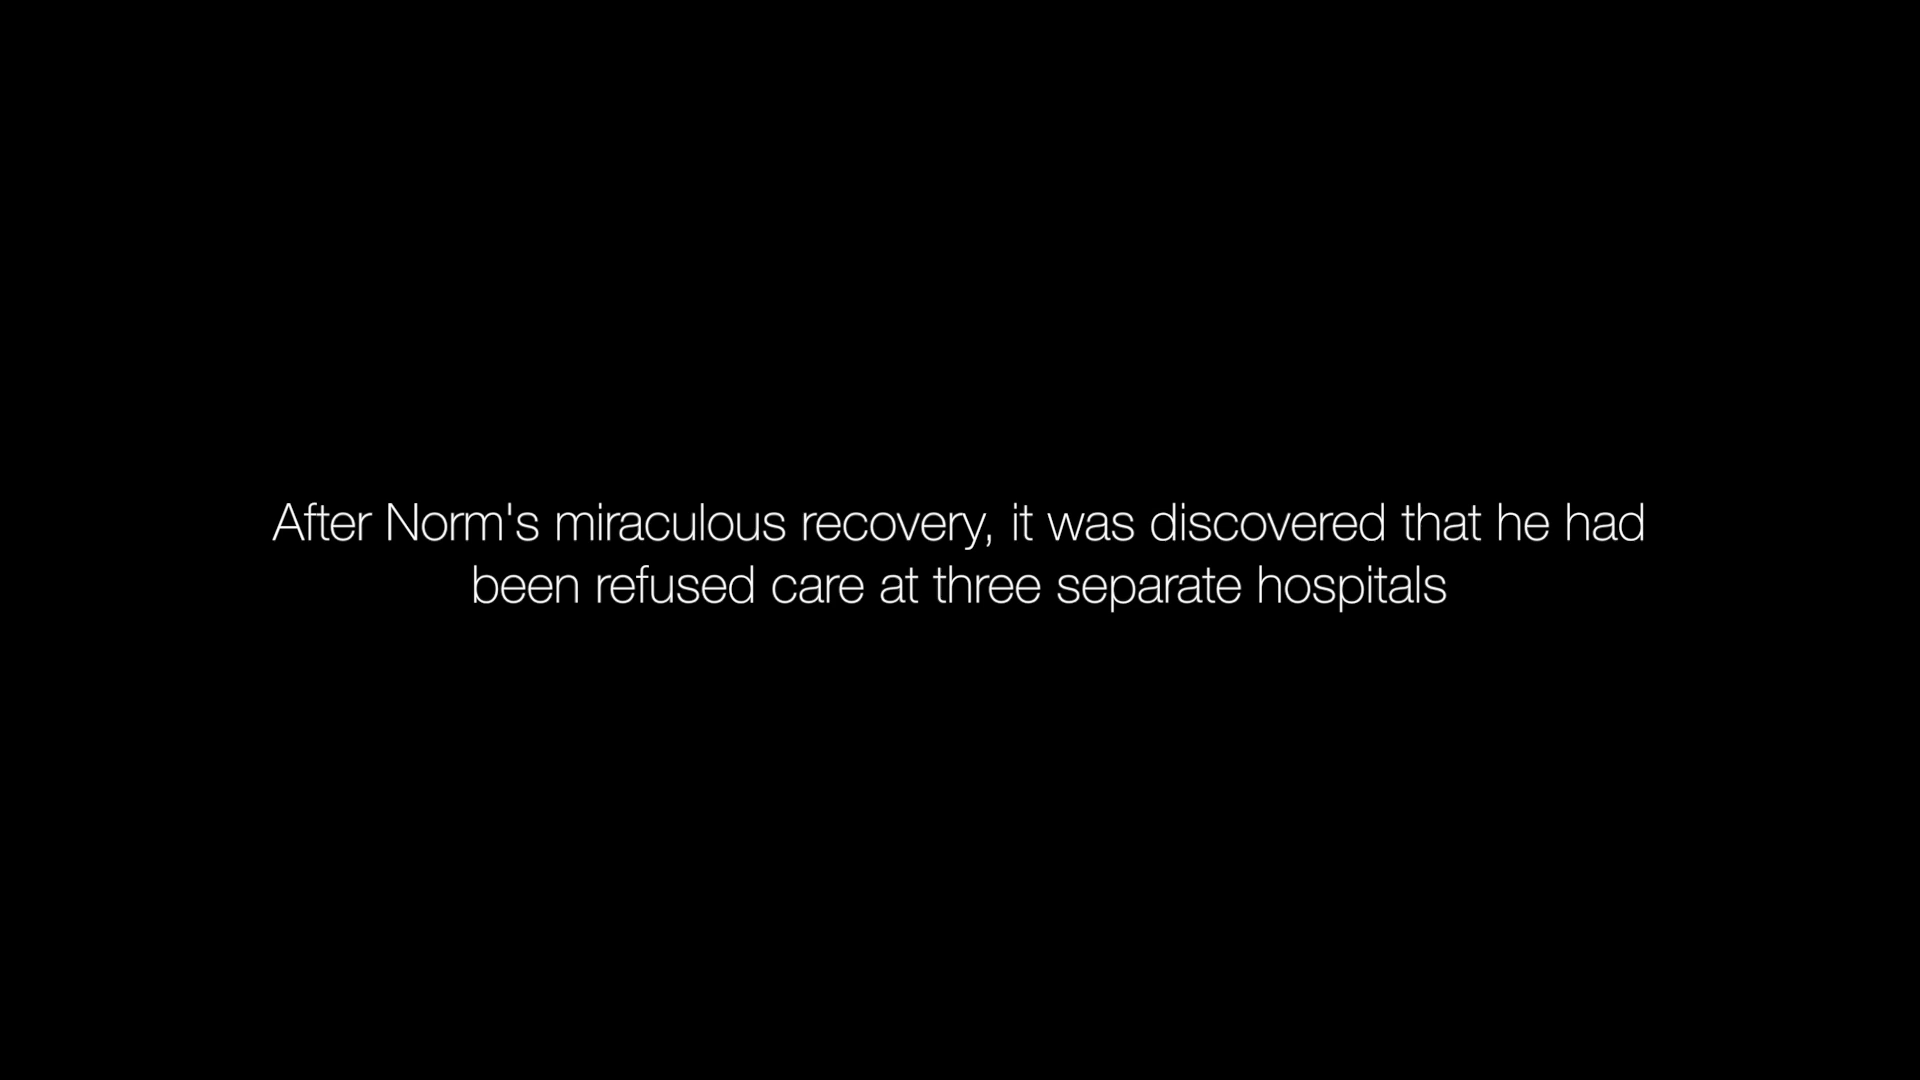 After Norm's miraculous recovery, it was discovered that he had
been refused care at three separate hospitals